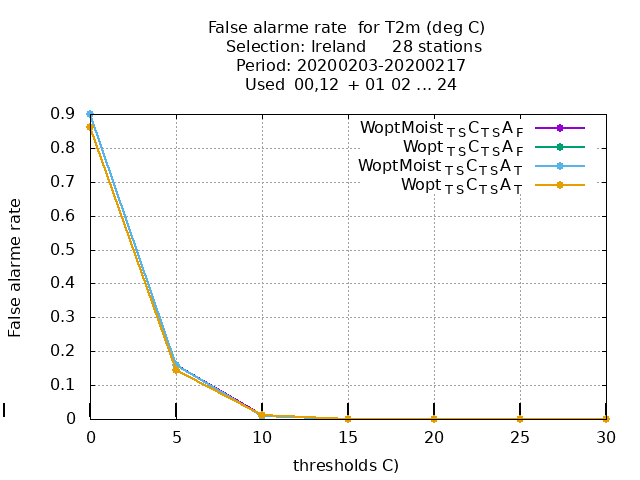 False alarme rate  for T2m (deg C)
Selection: Ireland     28 stations
Period: 20200203-20200217
Used  00,12  + 01 02 ... 24
WoptMoist TS C TS A F
Wopt TS C TS A F
WoptMoist TS C TS A T
Wopt TS C TS A T
0.9
0.8
0.7
0.6
0.5
0.4
0.3
0.2
0.1
0
False alarme rate
0 5 10 15 20 25 30
thresholds C)